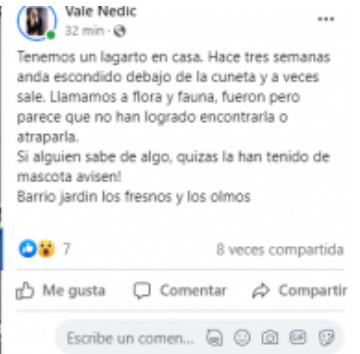 Vale Nedic
32 min ·
Tenemos un lagarto en casa. Hace tres semanas
anda escondido debajo de la cuneta y a veces
sale. Llamamos a flora y fauna, fueron pero
parece que no han logrado encontrarla o
atraparla.
Si alguien sabe de algo, quizas la han tenido de
mascota avisen!
Barrio jardin los fresnos y los olmos
7 8 veces compartida
Me gusta Comentar Compartir
Escribe un comen... GIF